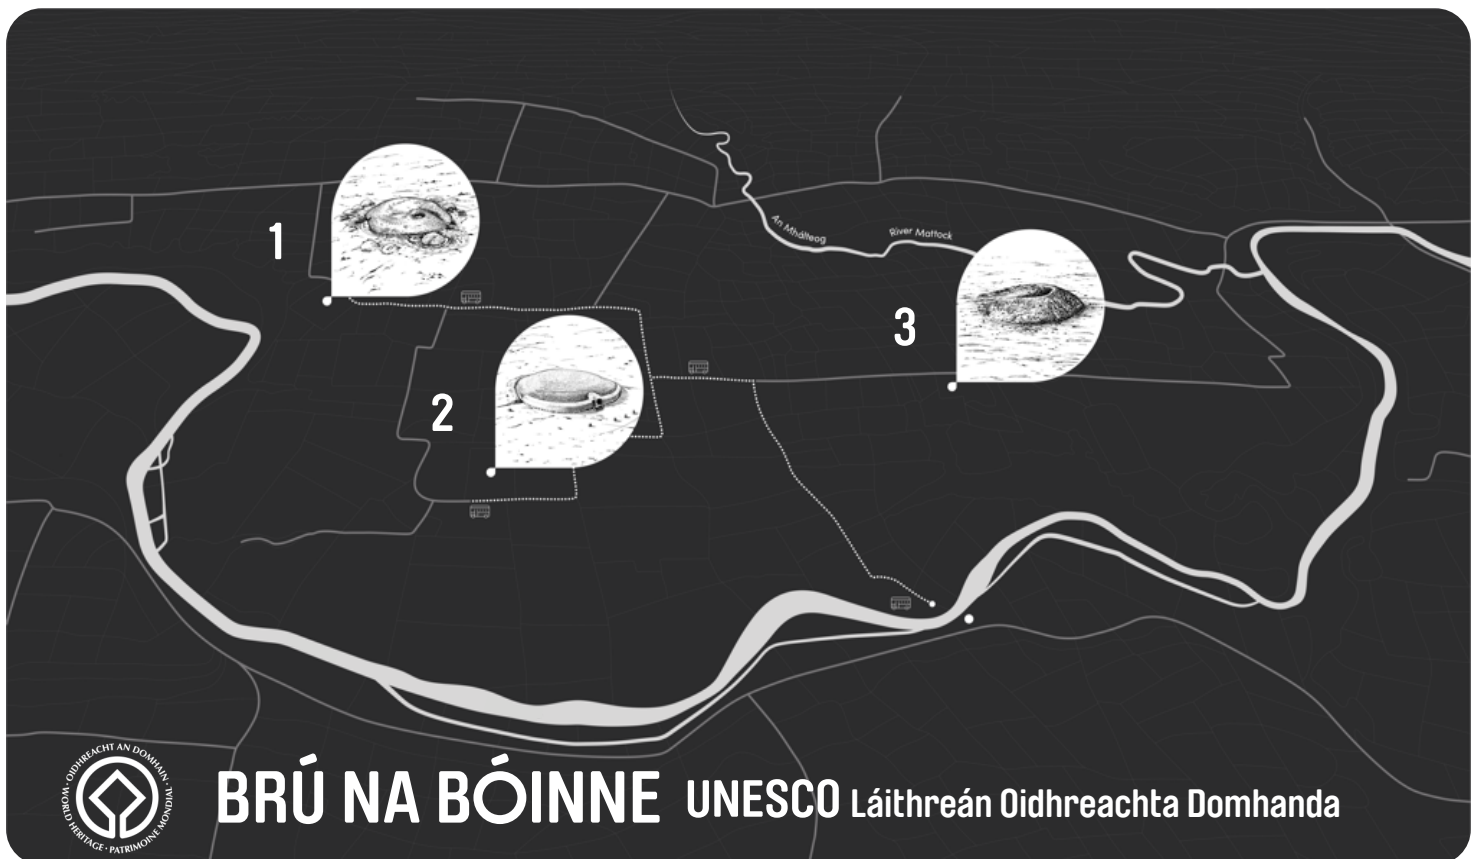 1
An Mháiteog
River Mattock
3
2
BRÚ NA BÓINNE UNESCO Láithreán Oidhreachta Domhanda
· OIDHREACHT AN DOMHAIN · WORLD HERITAGE · PATRIMOINE MONDIAL